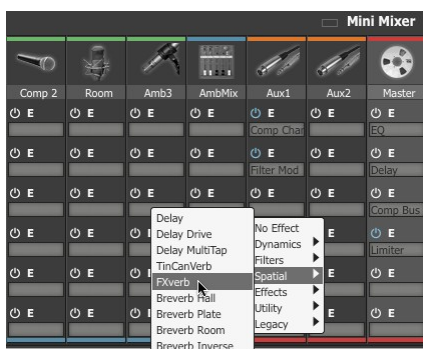 Mini Mixer
Comp 2 Room Amb3 AmbMix Aux1 Aux2 Master
E E E E E E E
Comp Chan EQ
E E E E E E E
Filter Mod Delay
E E E E E E E
Comp Bus
E E E
Limiter
E E E
E E E
Delay
Delay Drive
Delay MultiTap
TinCanVerb
FXverb
Breverb Hall
Breverb Plate
Breverb Room
Breverb Inverse
No Effect
Dynamics
Filters
Spatial
Effects
Utility
Legacy